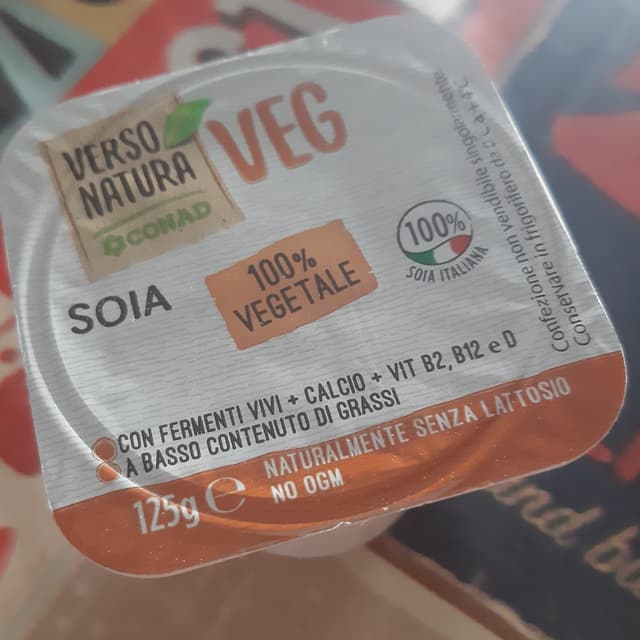 VERSO
NATURA
CONAD
VEG
SOIA
100%
VEGETALE
100%
SOIA ITALIANA
Confezione non vendibile singolarmente.
Conservare in frigorifero
CON FERMENTI VIVI + CALCIO + VIT B2, B12 e D
A BASSO CONTENUTO DI GRASSI
NATURALMENTE SENZA LATTOSIO
NO OGM
125g e